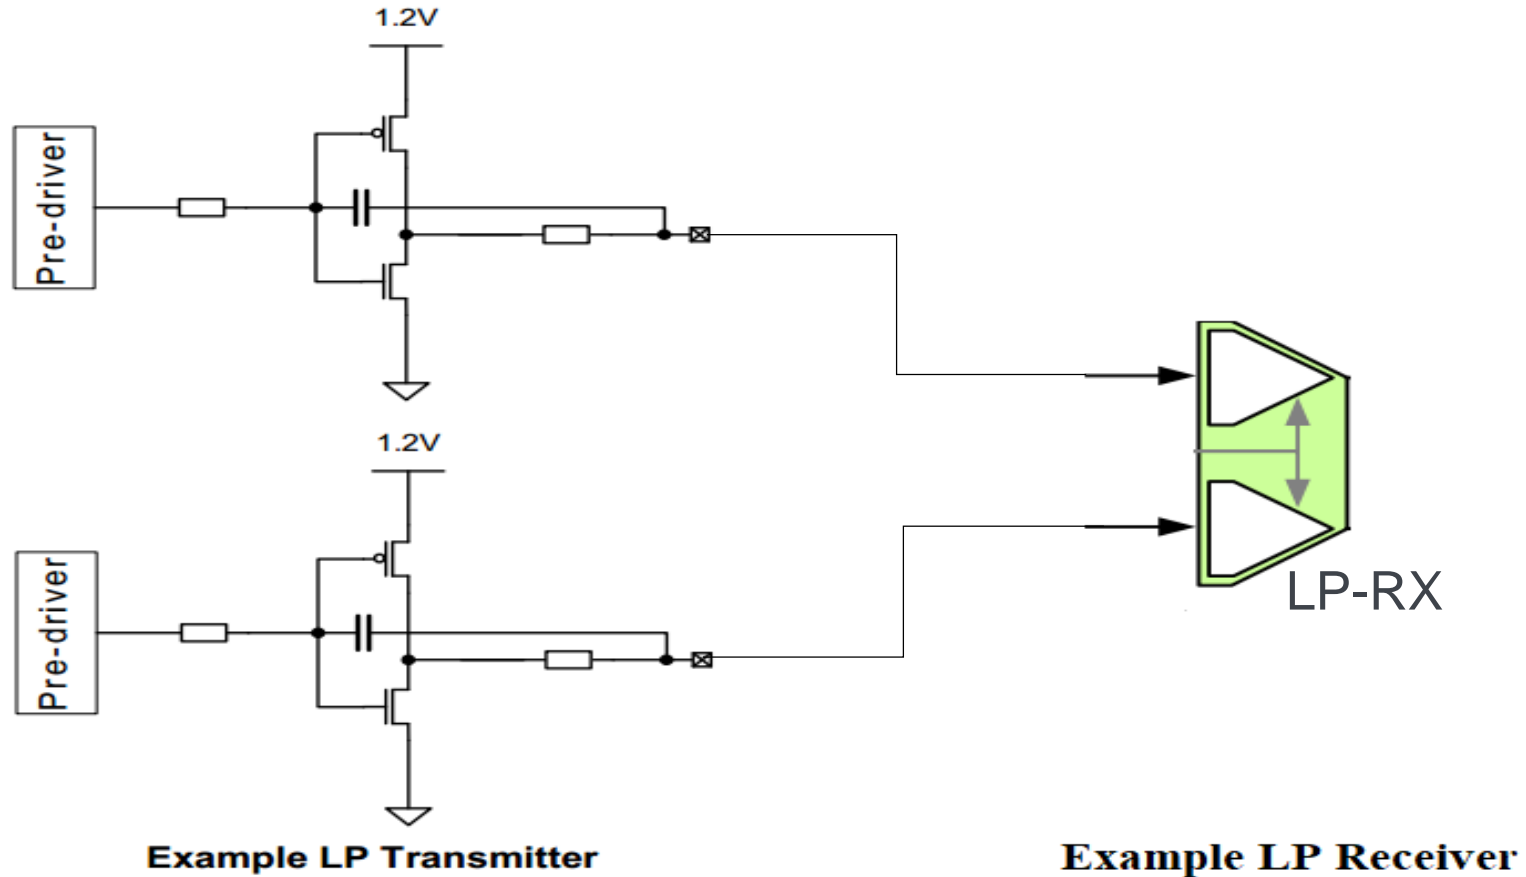 1.2V
Pre-driver
1.2V
Pre-driver
LP-RX
Example LP Transmitter
Example LP Receiver